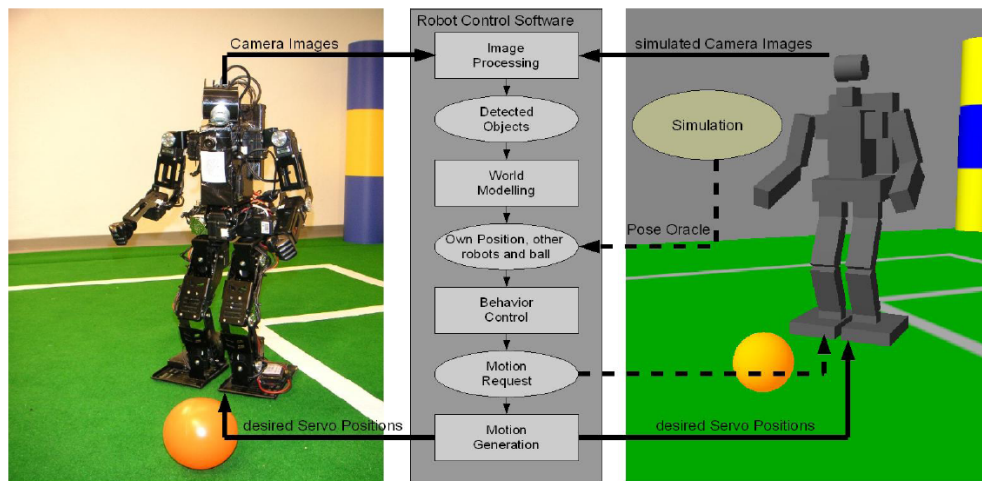 Robot Control Software
Camera Images
Image
Processing
simulated Camera Images
Detected
Objects
Simulation
World
Modelling
Own Position, other
robots and ball
Pose Oracle
Behavior
Control
Motion
Request
desired Servo Positions
Motion
Generation
desired Servo Positions